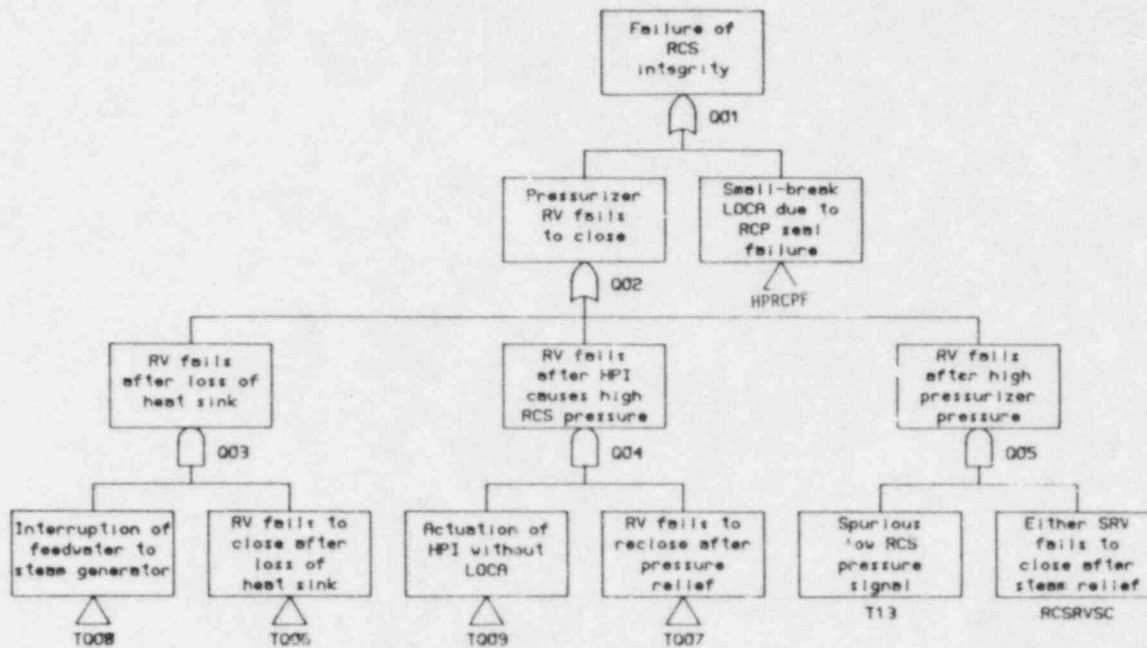 Failure of
RCS
integrity
Q01
Pressurizer
RV fails
to close
Small-break
LOCA due to
RCP seal
failure
Q02
HPRCPF
RV fails
after loss of
heat sink
RV fails
after HPI
causes high
RCS pressure
RV fails
after high
pressurizer
pressure
Q03
Q04
Q05
Interruption of
feedwater to
steam generator
RV fails to
close after
loss of
heat sink
Actuation of
HPI without
LOCA
RV fails to
reclose after
pressure
relief
Spurious
low RCS
pressure
signal
Either SRV
fails to
close after
steam relief
TQ08
TQ06
TQ09
TQ07
T13
RCSRVSC